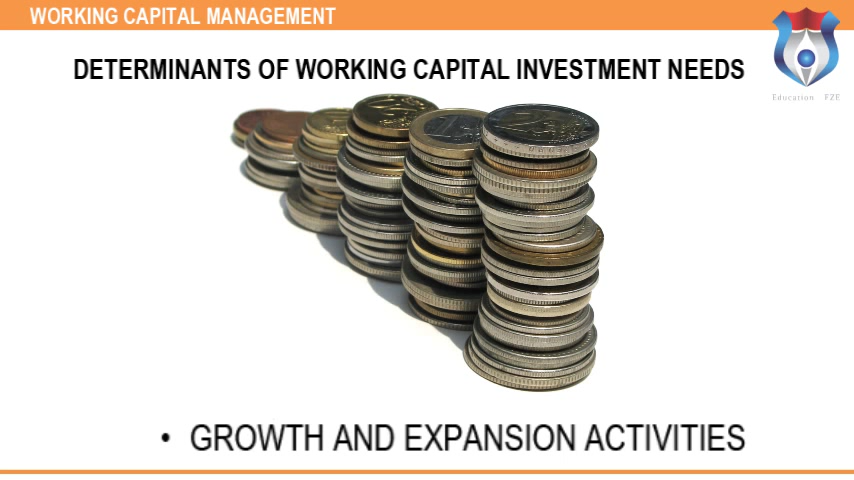 WORKING CAPITAL MANAGEMENT
DETERMINANTS OF WORKING CAPITAL INVESTMENT NEEDS
Education FZE
• GROWTH AND EXPANSION ACTIVITIES